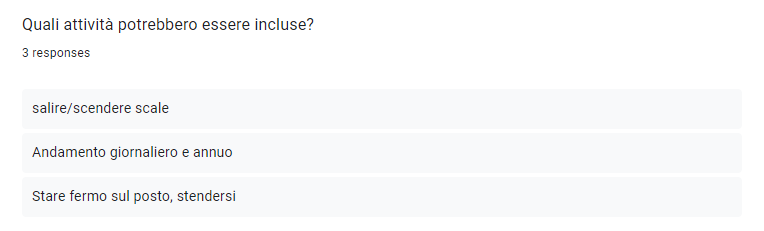 Quali attività potrebbero essere incluse?
3 responses
salire/scendere scale
Andamento giornaliero e annuo
Stare fermo sul posto, stendersi